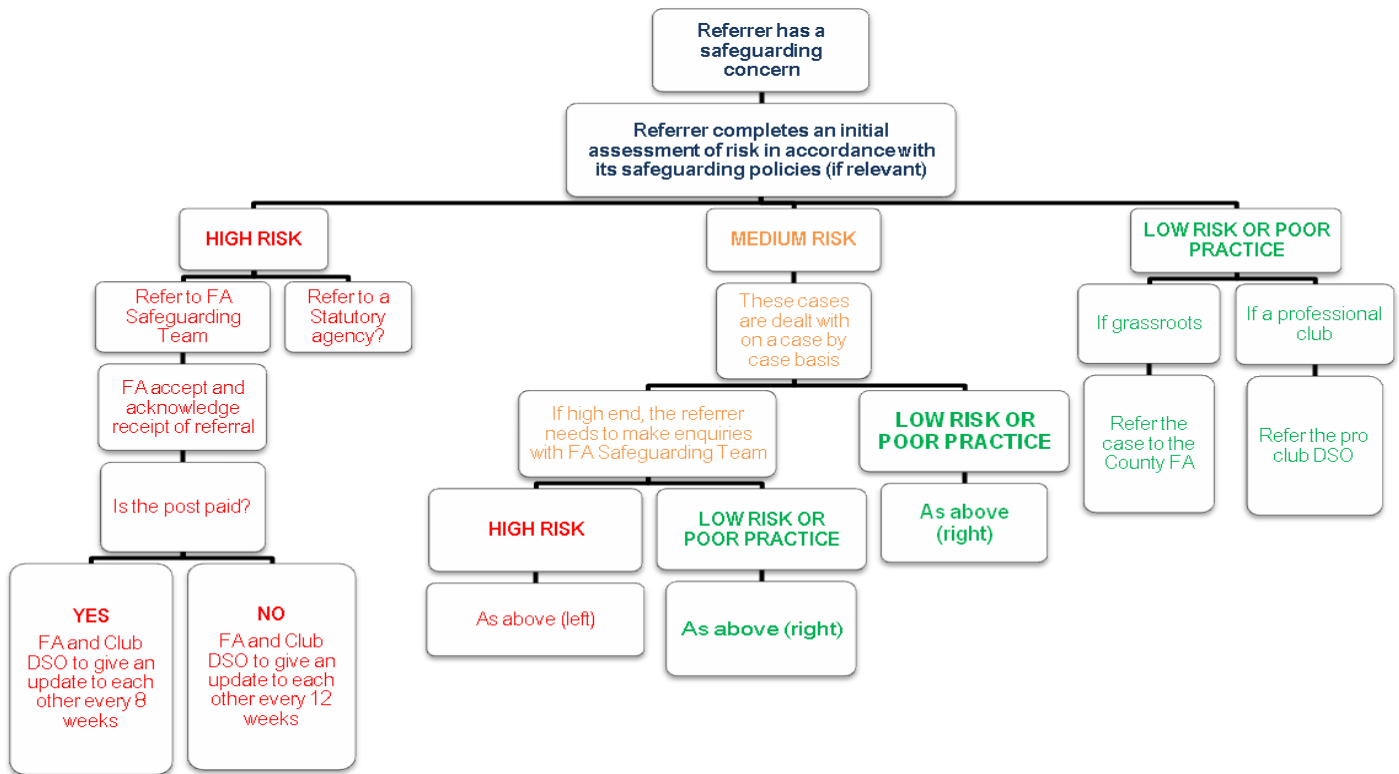 Referrer has a
safeguarding
concern
Referrer completes an initial
assessment of risk in accordance with
its safeguarding policies (if relevant)
HIGH RISK
MEDIUM RISK
LOW RISK OR POOR
PRACTICE
Refer to FA
Safeguarding
Team
Refer to a
Statutory
agency?
These cases
are dealt with
on a case by
case basis
If grassroots
If a professional
club
FA accept and
acknowledge
receipt of referral
If high end, the referrer
needs to make enquiries
with FA Safeguarding Team
LOW RISK OR
POOR PRACTICE
Refer the
case to the
County FA
Refer the pro
club DSO
Is the post paid?
HIGH RISK
LOW RISK OR
POOR PRACTICE
As above
(right)
YES
FA and Club
DSO to give an
update to each
other every 8
weeks
NO
FA and Club
DSO to give an
update to each
other every 12
weeks
As above (left)
As above (right)